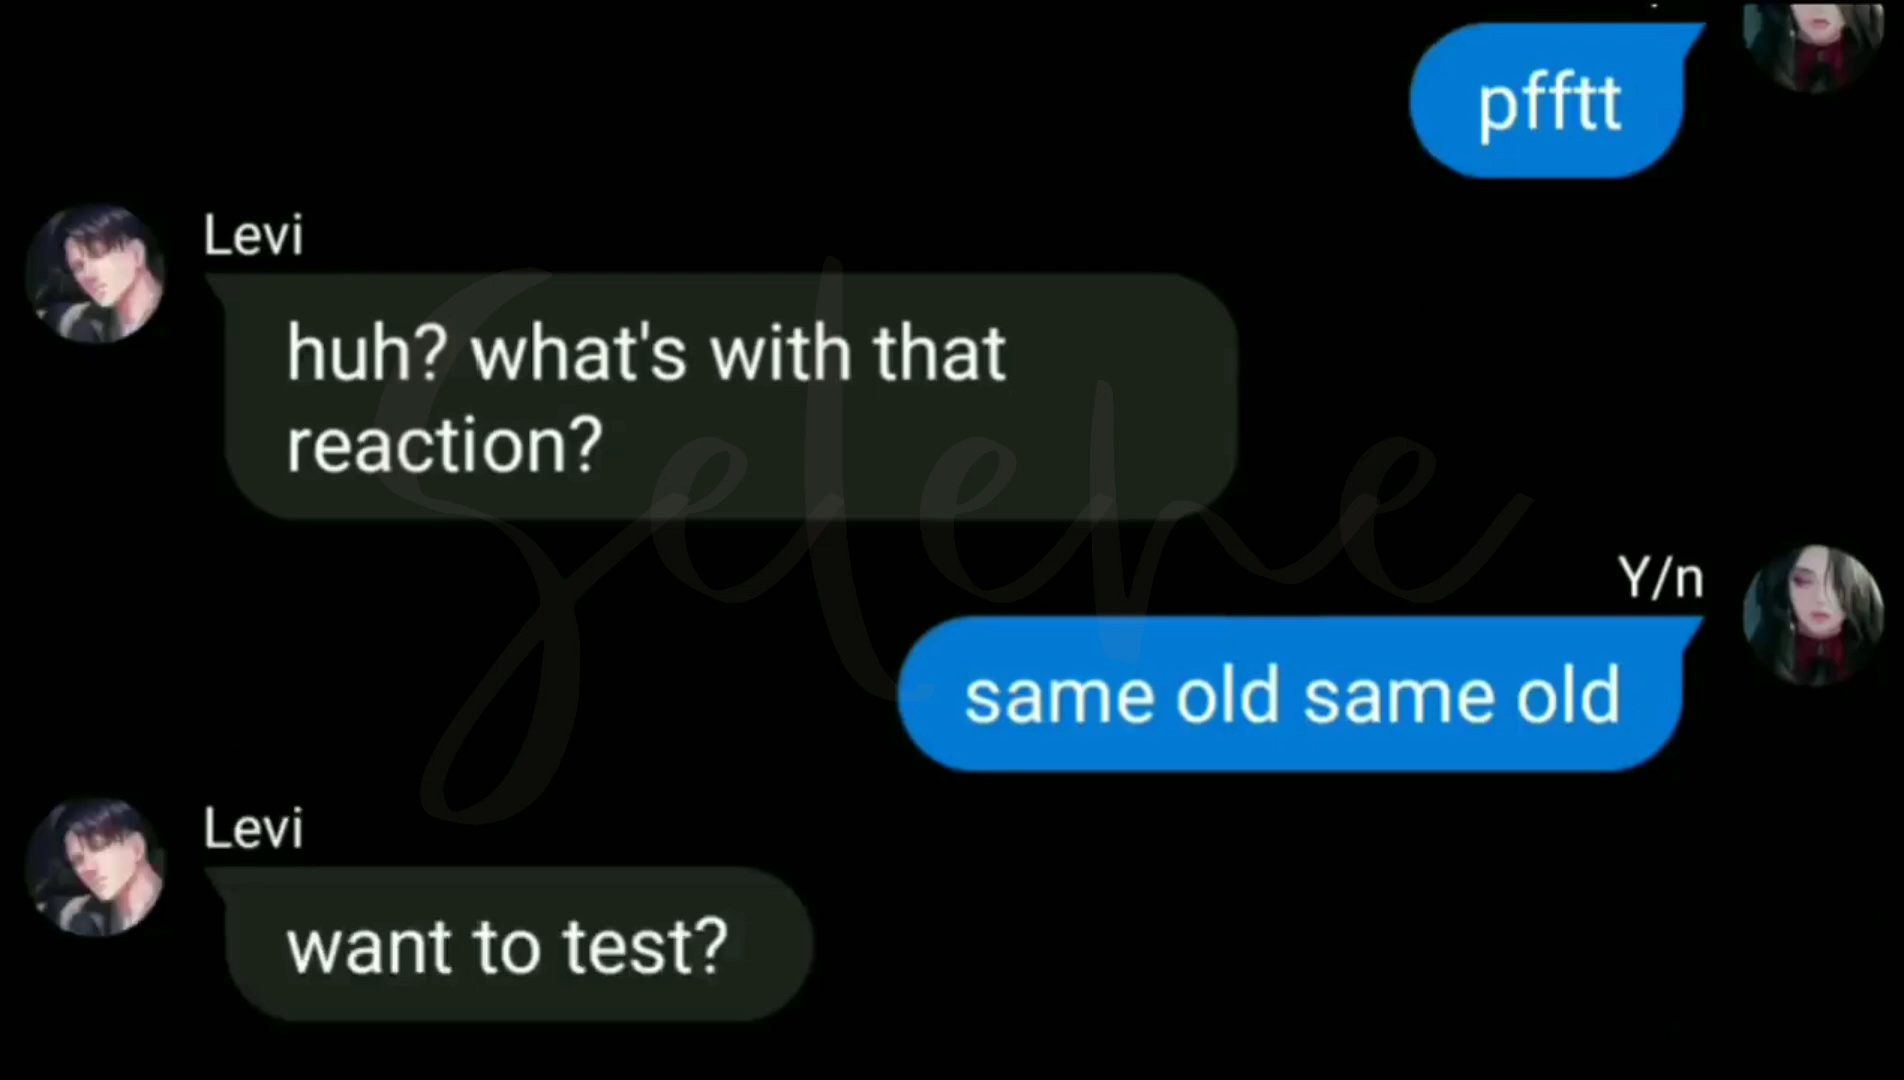 pfftt
Levi
huh? what's with that
reaction?
Selene
Y/n
same old same old
Levi
want to test?